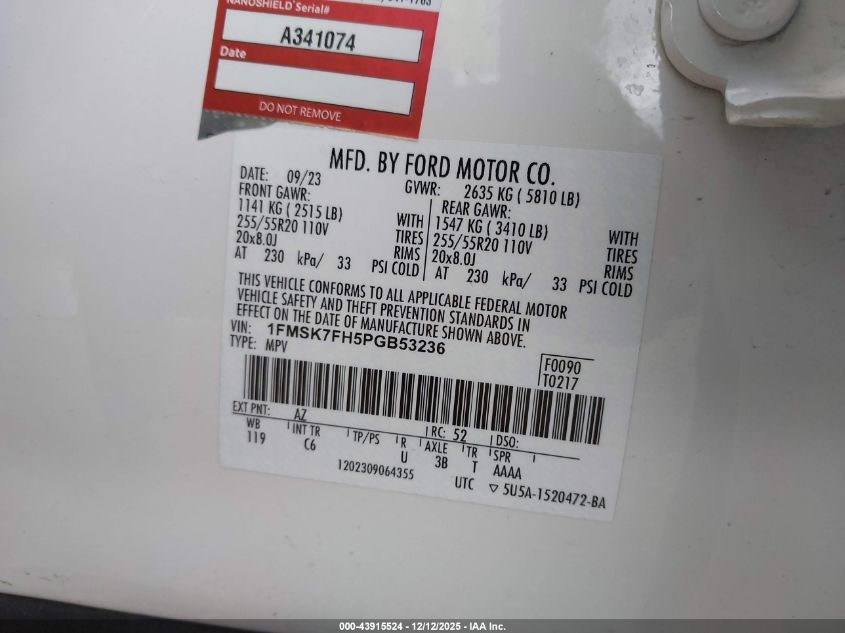 NANOSHIELD Serial#
A341074
Date
DO NOT REMOVE
MFD. BY FORD MOTOR CO.
DATE: 09/23 GVWR: 2635 KG ( 5810 LB)
FRONT GAWR: REAR GAWR:
1141 KG ( 2515 LB) WITH 1547 KG ( 3410 LB) WITH
255/55R20 110V TIRES 255/55R20 110V TIRES
20x8.0J RIMS 20x8.0J RIMS
AT 230 kPa/ 33 PSI COLD AT 230 kPa/ 33 PSI COLD
THIS VEHICLE CONFORMS TO ALL APPLICABLE FEDERAL MOTOR
VEHICLE SAFETY AND THEFT PREVENTION STANDARDS IN
EFFECT ON THE DATE OF MANUFACTURE SHOWN ABOVE.
VIN: 1FMSK7FH5PGB53236
TYPE: MPV
F0090
T0217
EXT PNT: AZ RC: 52 DSO:
WB INT TR TP/PS R AXLE TR SPR
119 C6 U 3B T AAAA
1202309064355 UTC ▽ 5U5A-1520472-BA
000-43915524 - 12/12/2025 - IAA Inc.